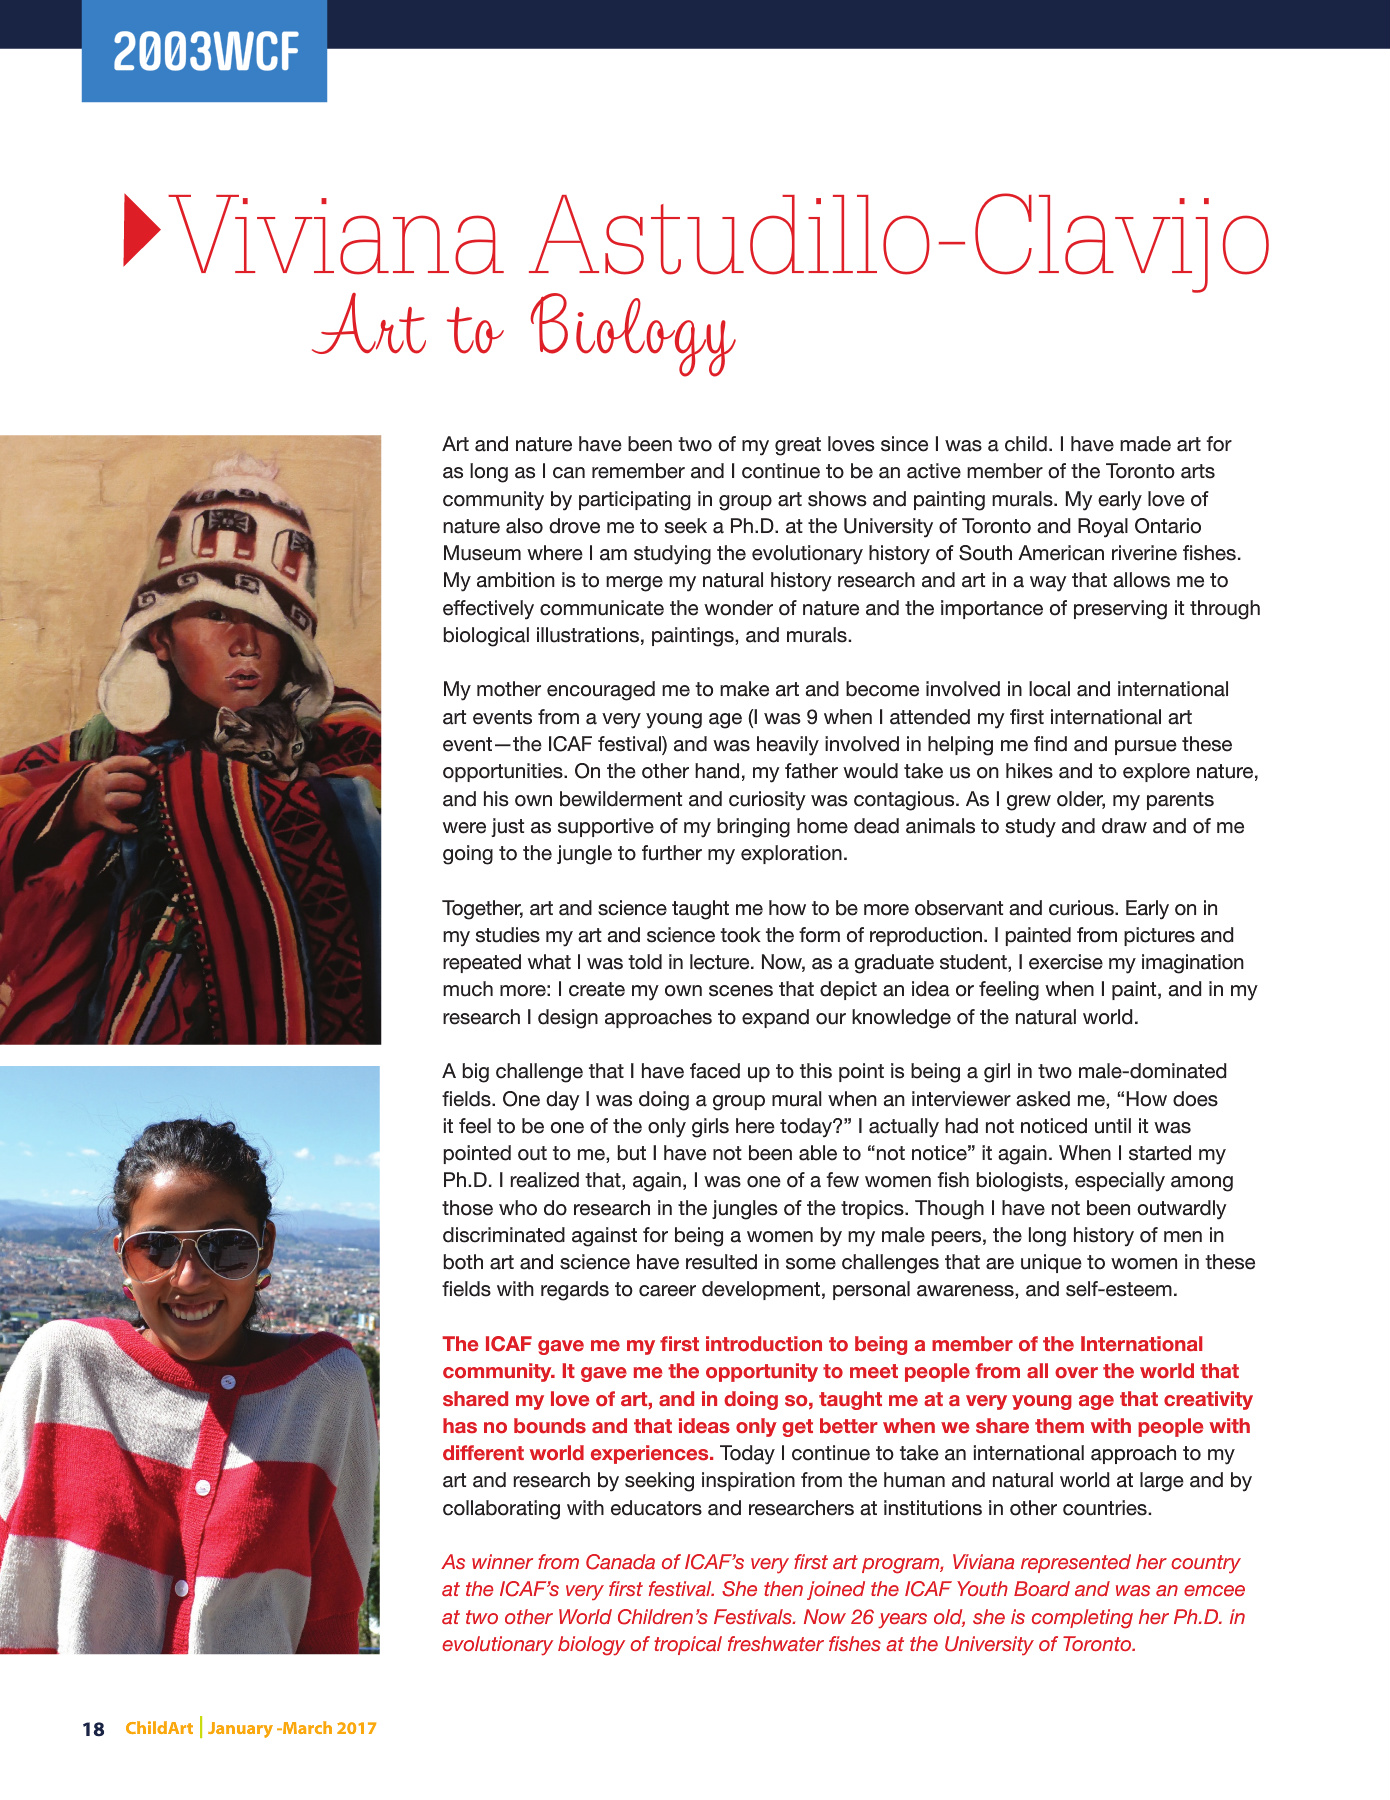 2003WCF
Viviana Astudillo-Clavijo
Art to Biology
Art and nature have been two of my great loves since I was a child. I have made art for
as long as I can remember and I continue to be an active member of the Toronto arts
community by participating in group art shows and painting murals. My early love of
nature also drove me to seek a Ph.D. at the University of Toronto and Royal Ontario
Museum where I am studying the evolutionary history of South American riverine fishes.
My ambition is to merge my natural history research and art in a way that allows me to
effectively communicate the wonder of nature and the importance of preserving it through
biological illustrations, paintings, and murals.
My mother encouraged me to make art and become involved in local and international
art events from a very young age (I was 9 when I attended my first international art
event—the ICAF festival) and was heavily involved in helping me find and pursue these
opportunities. On the other hand, my father would take us on hikes and to explore nature,
and his own bewilderment and curiosity was contagious. As I grew older, my parents
were just as supportive of my bringing home dead animals to study and draw and of me
going to the jungle to further my exploration.
Together, art and science taught me how to be more observant and curious. Early on in
my studies my art and science took the form of reproduction. I painted from pictures and
repeated what I was told in lecture. Now, as a graduate student, I exercise my imagination
much more: I create my own scenes that depict an idea or feeling when I paint, and in my
research I design approaches to expand our knowledge of the natural world.
A big challenge that I have faced up to this point is being a girl in two male-dominated
fields. One day I was doing a group mural when an interviewer asked me, “How does
it feel to be one of the only girls here today?” I actually had not noticed until it was
pointed out to me, but I have not been able to “not notice” it again. When I started my
Ph.D. I realized that, again, I was one of a few women fish biologists, especially among
those who do research in the jungles of the tropics. Though I have not been outwardly
discriminated against for being a women by my male peers, the long history of men in
both art and science have resulted in some challenges that are unique to women in these
fields with regards to career development, personal awareness, and self-esteem.
The ICAF gave me my first introduction to being a member of the International
community. It gave me the opportunity to meet people from all over the world that
shared my love of art, and in doing so, taught me at a very young age that creativity
has no bounds and that ideas only get better when we share them with people with
different world experiences. Today I continue to take an international approach to my
art and research by seeking inspiration from the human and natural world at large and by
collaborating with educators and researchers at institutions in other countries.
As winner from Canada of ICAF’s very first art program, Viviana represented her country
at the ICAF’s very first festival. She then joined the ICAF Youth Board and was an emcee
at two other World Children’s Festivals. Now 26 years old, she is completing her Ph.D. in
evolutionary biology of tropical freshwater fishes at the University of Toronto.
18 ChildArt | January -March 2017